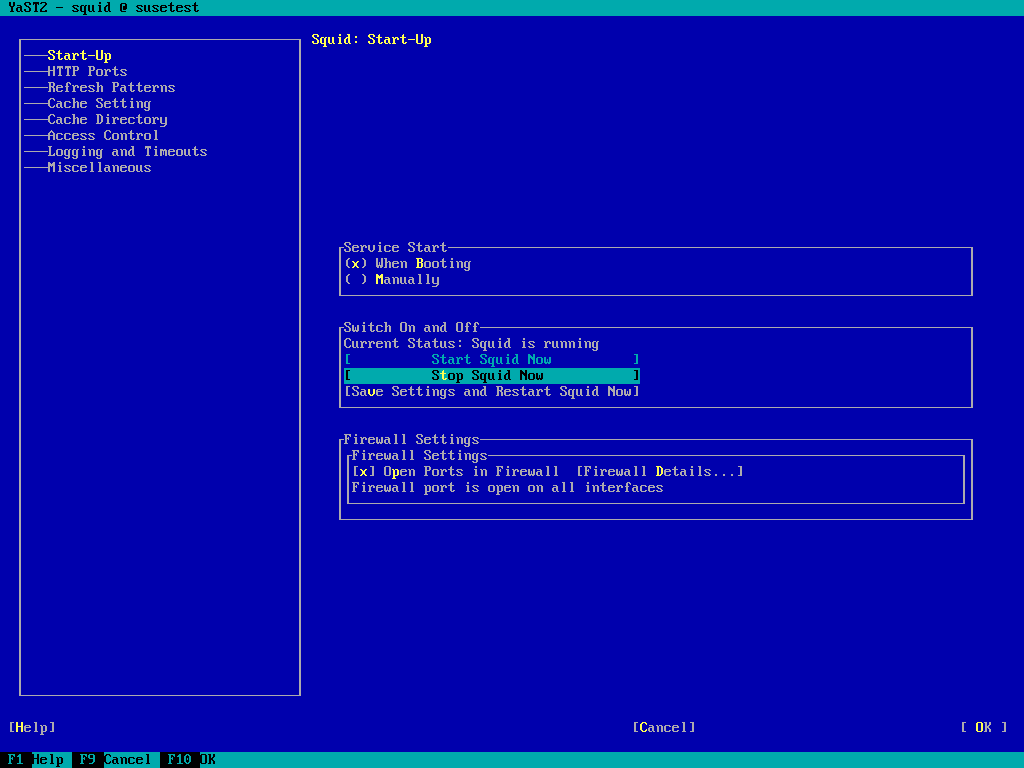 YaST2 - squid @ susetest
Squid: Start-Up
Start-Up
HTTP Ports
Refresh Patterns
Cache Setting
Cache Directory
Access Control
Logging and Timeouts
Miscellaneous
Service Start
(x) When Booting
( ) Manually
Switch On and Off
Current Status: Squid is running
[ Start Squid Now ]
[ Stop Squid Now ]
[Save Settings and Restart Squid Now]
Firewall Settings
Firewall Settings
[x] Open Ports in Firewall [Firewall Details...]
Firewall port is open on all interfaces
[Help] [Cancel] [ OK ]
F1 Help F9 Cancel F10 OK